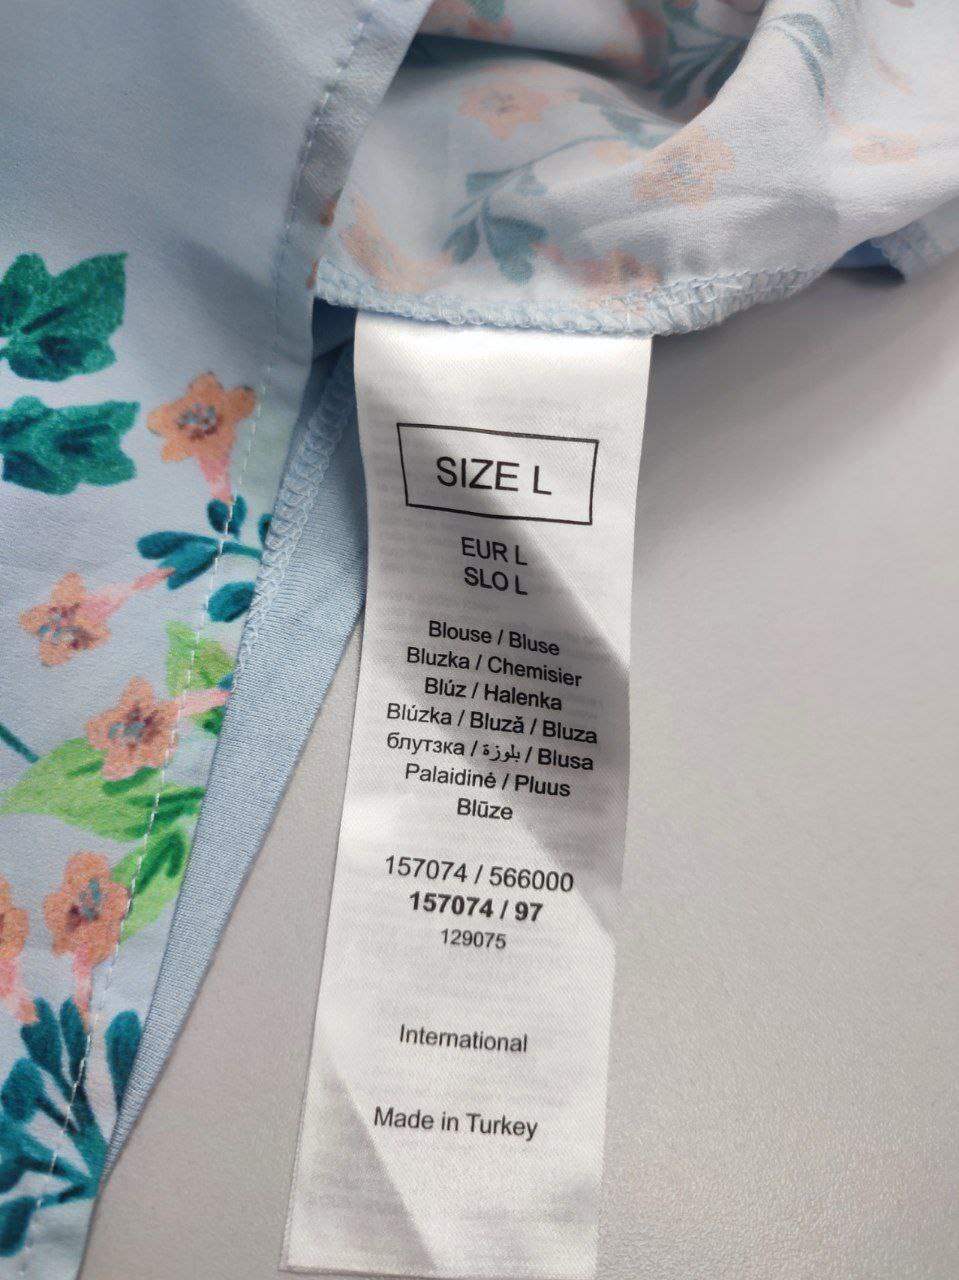 SIZE L
EUR L
SLO L
Blouse / Bluse
Bluzka / Chemisier
Blúz / Halenka
Blúzka / Bluză / Bluza
блутзка / بلوزة / Blusa
Palaidinė / Pluus
Blūze
157074 / 566000
157074 / 97
129075
International
Made in Turkey